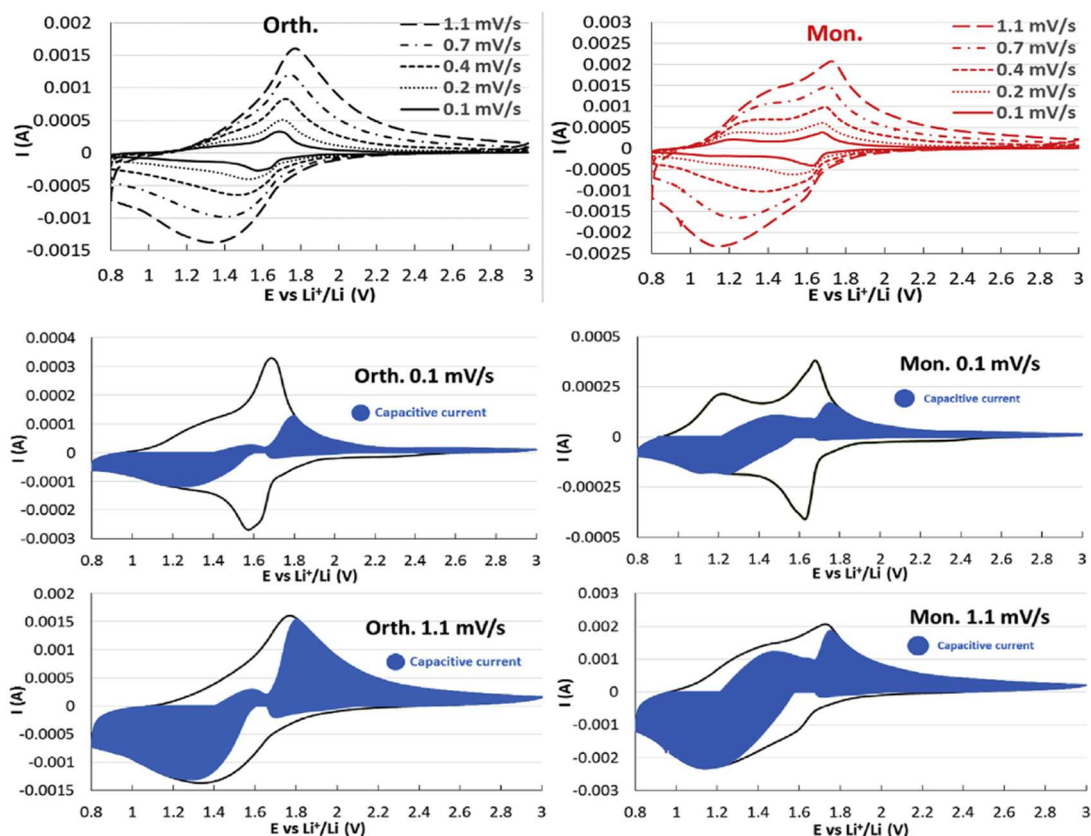 Orth.
1.1 mV/s
0.7 mV/s
0.4 mV/s
0.2 mV/s
0.1 mV/s
0.002
0.0015
0.001
0.0005
0
-0.0005
-0.001
-0.0015
I (A)
0.8 1 1.2 1.4 1.6 1.8 2 2.2 2.4 2.6 2.8 3
E vs Li⁺/Li (V)
Mon.
1.1 mV/s
0.7 mV/s
0.4 mV/s
0.2 mV/s
0.1 mV/s
0.003
0.0025
0.002
0.0015
0.001
0.0005
0
-0.0005
-0.001
-0.0015
-0.002
-0.0025
I (A)
0.8 1 1.2 1.4 1.6 1.8 2 2.2 2.4 2.6 2.8 3
E vs Li⁺/Li (V)
Orth. 0.1 mV/s
Capacitive current
0.0004
0.0003
0.0002
0.0001
0
-0.0001
-0.0002
-0.0003
I (A)
0.8 1 1.2 1.4 1.6 1.8 2 2.2 2.4 2.6 2.8 3
E vs Li⁺/Li (V)
Mon. 0.1 mV/s
Capacitive current
0.0005
0.00025
0
-0.00025
-0.0005
I (A)
0.8 1 1.2 1.4 1.6 1.8 2 2.2 2.4 2.6 2.8 3
E vs Li⁺/Li (V)
Orth. 1.1 mV/s
Capacitive current
0.002
0.0015
0.001
0.0005
0
-0.0005
-0.001
-0.0015
I (A)
0.8 1 1.2 1.4 1.6 1.8 2 2.2 2.4 2.6 2.8 3
E vs Li⁺/Li (V)
Mon. 1.1 mV/s
Capacitive current
0.003
0.002
0.001
0
-0.001
-0.002
-0.003
I (A)
0.8 1 1.2 1.4 1.6 1.8 2 2.2 2.4 2.6 2.8 3
E vs Li⁺/Li (V)